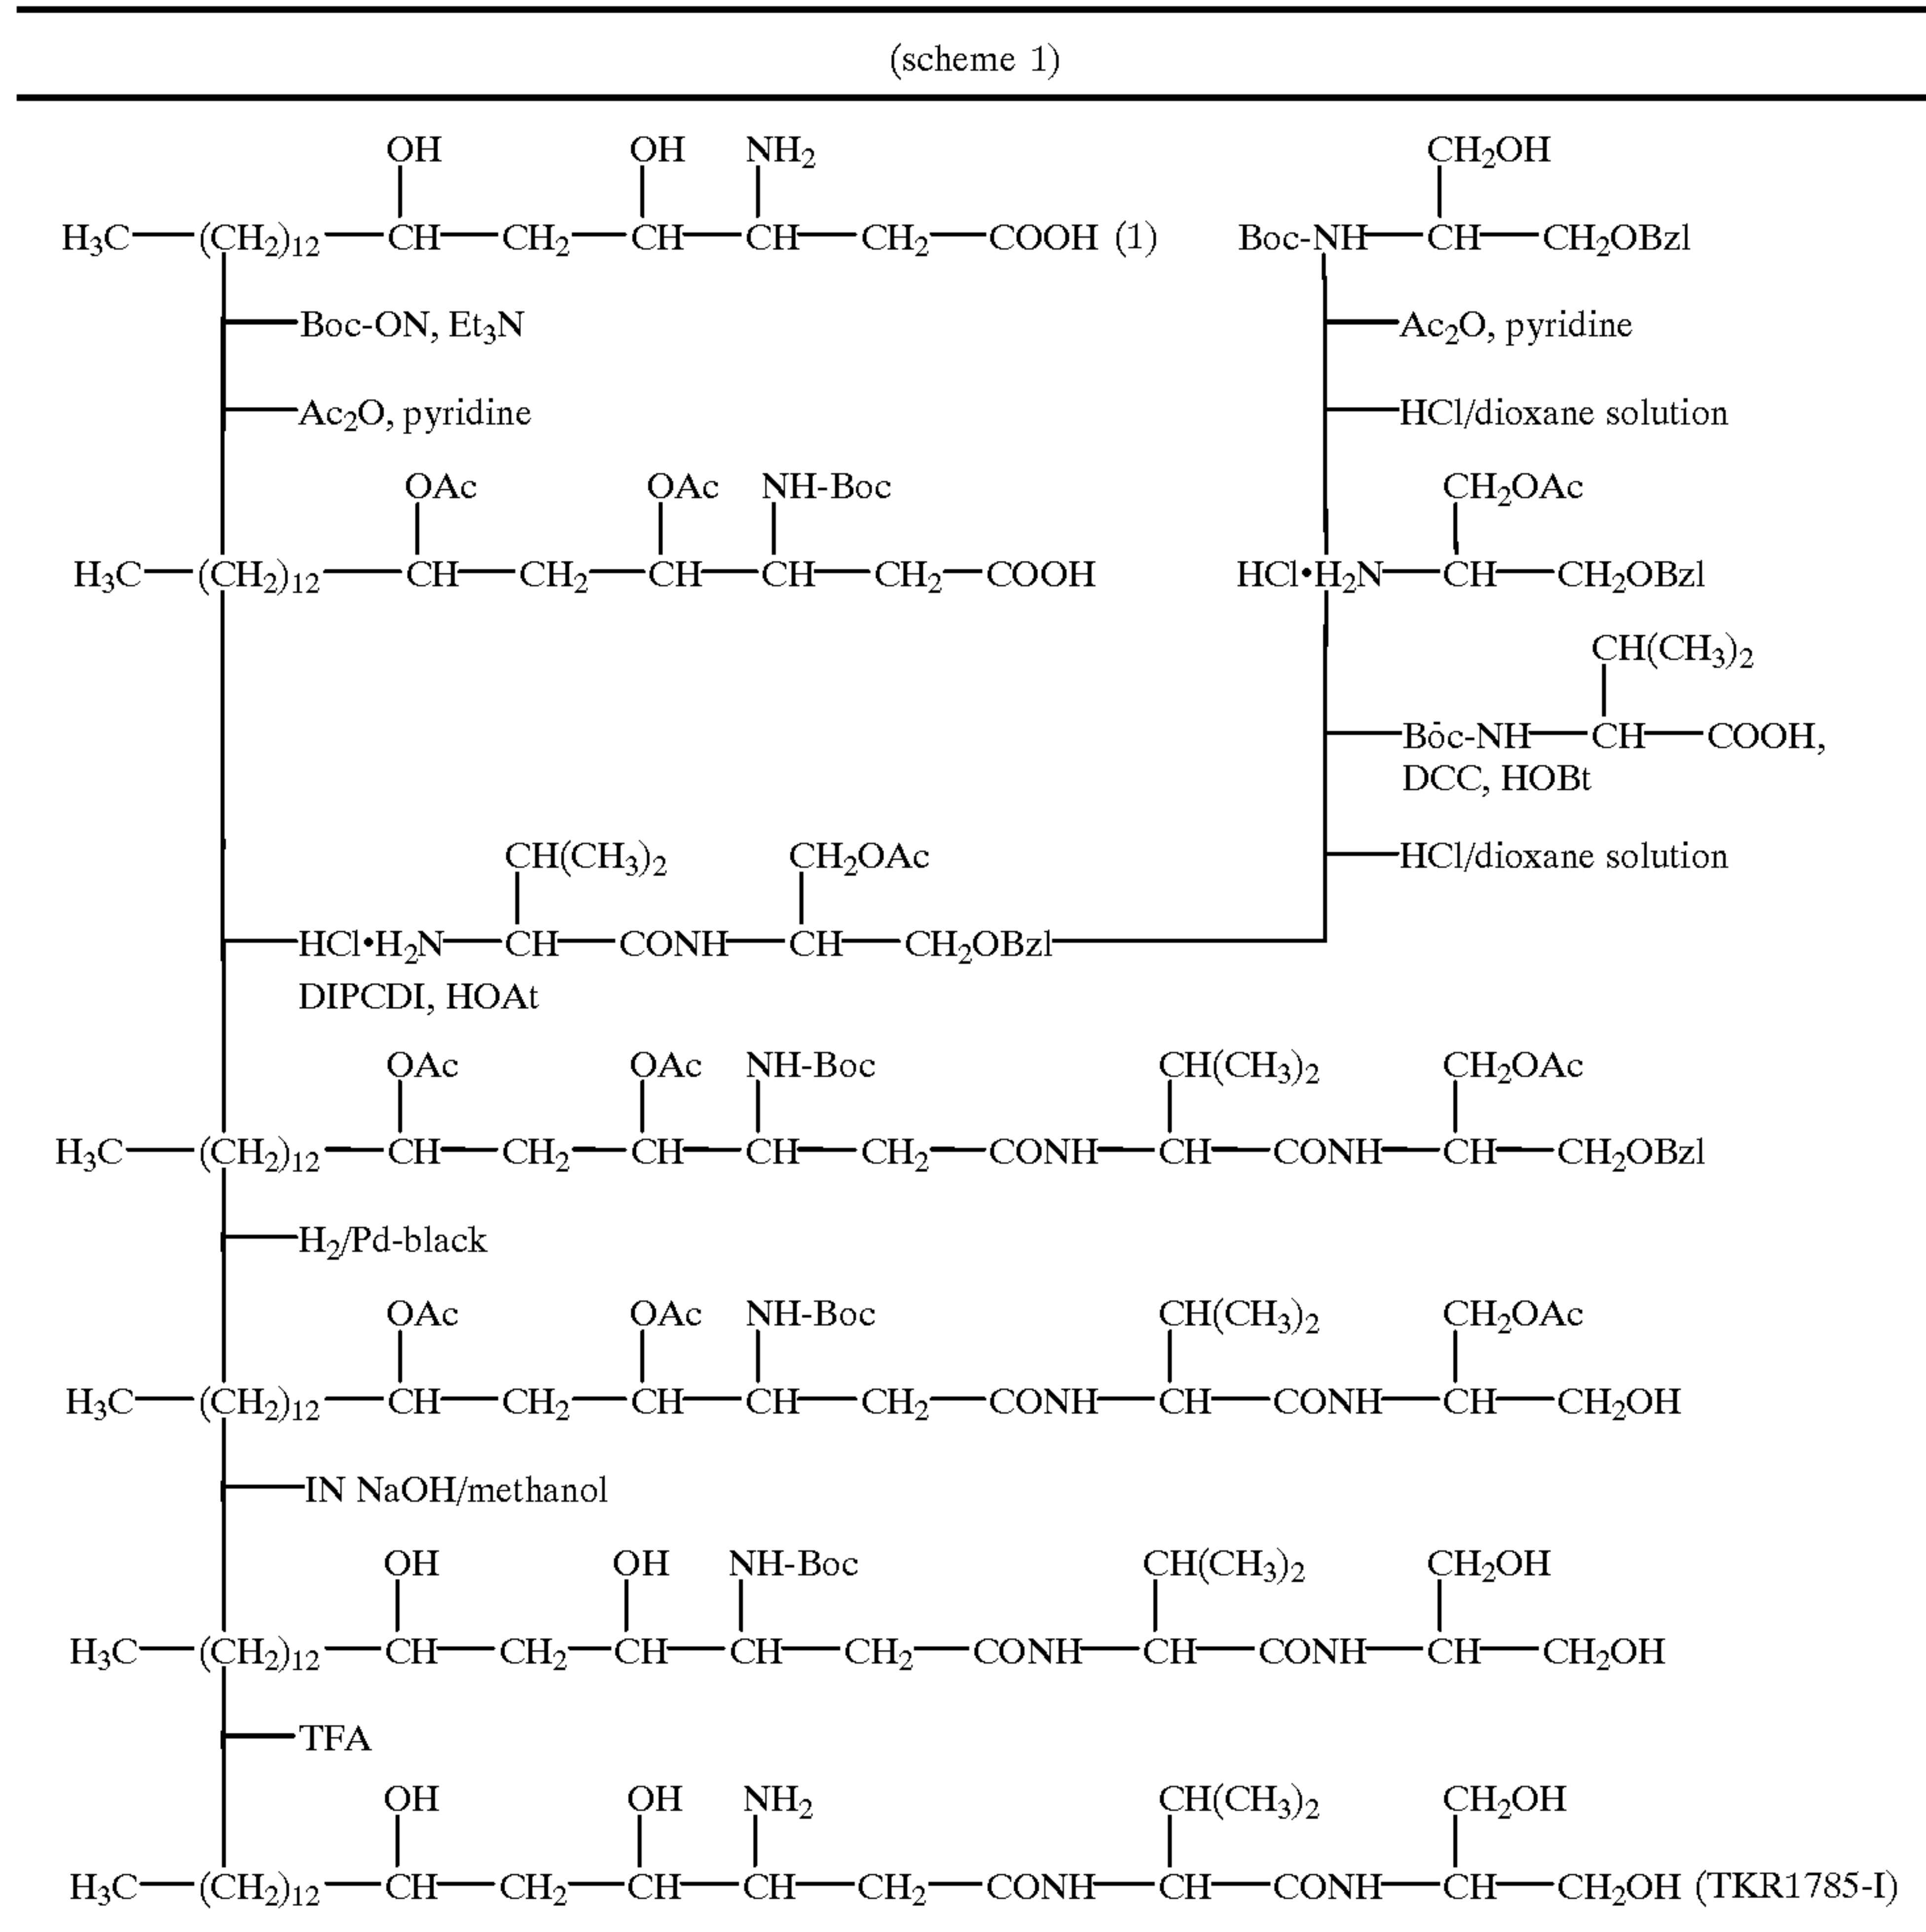 (scheme 1)
OH OH NH2 CH2OH
H3C—(CH2)12—CH—CH2—CH—CH—CH2—COOH (1) Boc-NH—CH—CH2OBzl
Boc-ON, Et3N Ac2O, pyridine
Ac2O, pyridine HCl/dioxane solution
OAc OAc NH-Boc CH2OAc
H3C—(CH2)12—CH—CH2—CH—CH—CH2—COOH HCl•H2N—CH—CH2OBzl
CH(CH3)2
Boc-NH—CH—COOH,
DCC, HOBt
CH(CH3)2 CH2OAc HCl/dioxane solution
HCl•H2N—CH—CONH—CH—CH2OBzl
DIPCDI, HOAt
OAc OAc NH-Boc CH(CH3)2 CH2OAc
H3C—(CH2)12—CH—CH2—CH—CH—CH2—CONH—CH—CONH—CH—CH2OBzl
H2/Pd-black
OAc OAc NH-Boc CH(CH3)2 CH2OAc
H3C—(CH2)12—CH—CH2—CH—CH—CH2—CONH—CH—CONH—CH—CH2OH
IN NaOH/methanol
OH OH NH-Boc CH(CH3)2 CH2OH
H3C—(CH2)12—CH—CH2—CH—CH—CH2—CONH—CH—CONH—CH—CH2OH
TFA
OH OH NH2 CH(CH3)2 CH2OH
H3C—(CH2)12—CH—CH2—CH—CH—CH2—CONH—CH—CONH—CH—CH2OH (TKR1785-I)